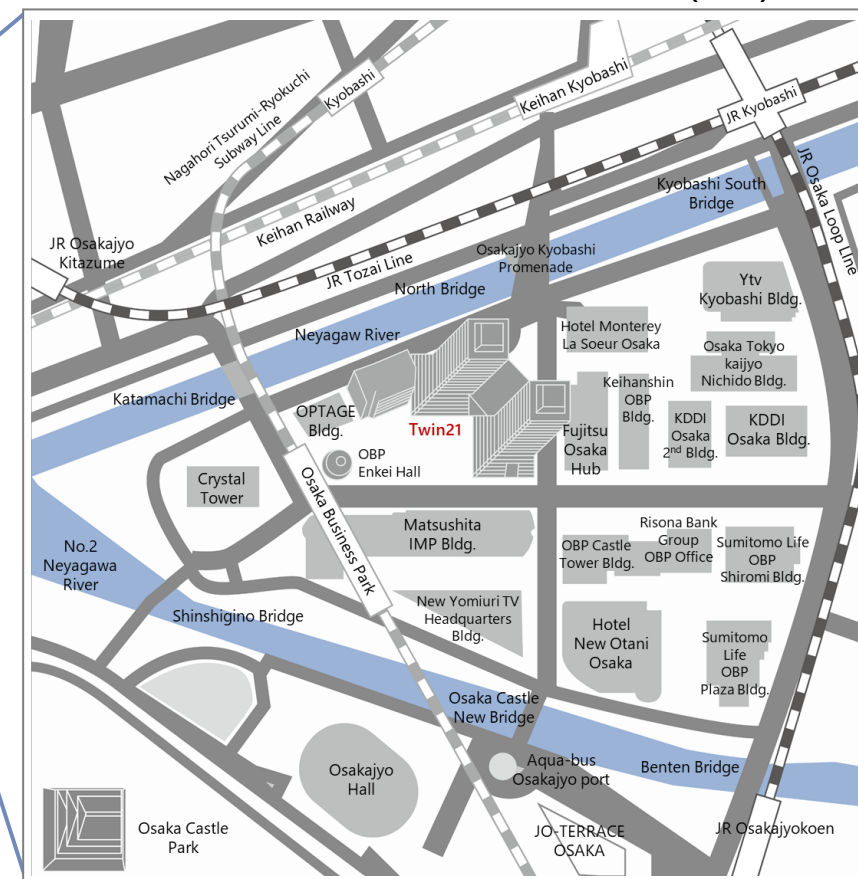 Kyobashi
Keihan Kyobashi
JR Kyobashi
Nagahori Tsurumi-Ryokuchi
Subway Line
JR Osaka Loop LIne
Kyobashi South
Bridge
Keihan Railway
JR Osakajyo
Kitazume
Osakajyo Kyobashi
Promenade
JR Tozai Line
North Bridge
Ytv
Kyobashi Bldg.
Neyagaw River
Hotel Monterey
La Soeur Osaka
Osaka Tokyo
kaijyo
Nichido Bldg.
Katamachi Bridge
OPTAGE
Bldg.
Twin21
Keihanshin
OBP
Bldg.
Fujitsu
Osaka
Hub
KDDI
Osaka
2nd Bldg.
KDDI
Osaka Bldg.
OBP
Enkei Hall
Crystal
Tower
Osaka Business Park
Matsushita
IMP Bldg.
OBP Castle
Tower Bldg.
Risona Bank
Group
OBP Office
Sumitomo Life
OBP
Shiromi Bldg.
No.2
Neyagawa
River
Shinshigino Bridge
New Yomiuri TV
Headquarters
Bldg.
Hotel
New Otani
Osaka
Sumitomo
Life
OBP
Plaza Bldg.
Osaka Castle
New Bridge
Osakajyo
Hall
Aqua-bus
Osakajyo port
Benten Bridge
Osaka Castle
Park
JO-TERRACE
OSAKA
JR Osakajyokoen